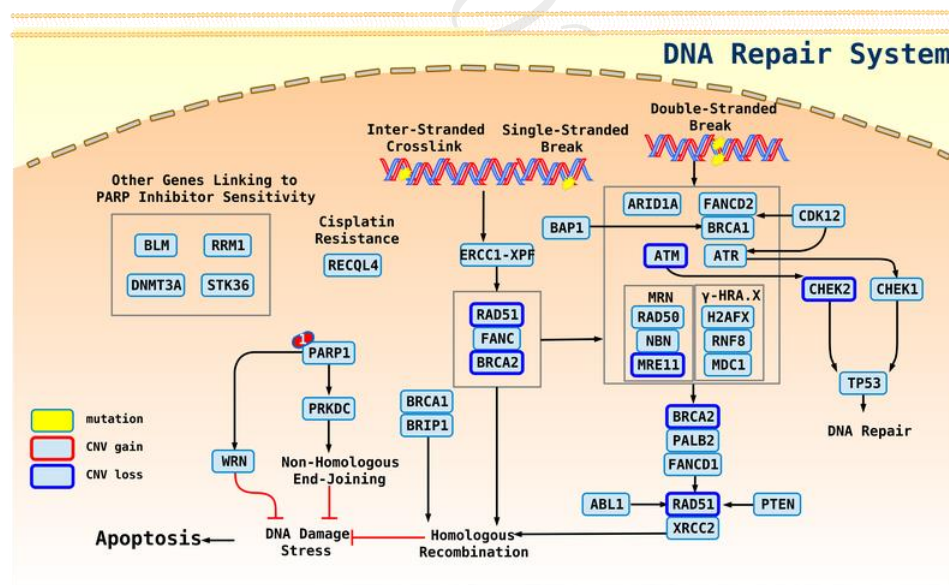 DNA Repair System
Double-Stranded
Break
Inter-Stranded
Crosslink
Single-Stranded
Break
Other Genes Linking to
PARP Inhibitor Sensitivity
BLM
RRM1
DNMT3A
STK36
Cisplatin
Resistance
RECQL4
ERCC1-XPF
BAP1
ARID1A
FANCD2
BRCA1
CDK12
ATM
ATR
CHEK2
CHEK1
MRN
RAD50
NBN
MRE11
γ-HRA.X
H2AFX
RNF8
MDC1
RAD51
FANC
BRCA2
PARP1
PRKDC
BRCA1
BRIP1
TP53
DNA Repair
mutation
CNV gain
CNV loss
WRN
Non-Homologous
End-Joining
BRCA2
PALB2
FANCD1
ABL1
RAD51
PTEN
XRCC2
Apoptosis
DNA Damage
Stress
Homologous
Recombination